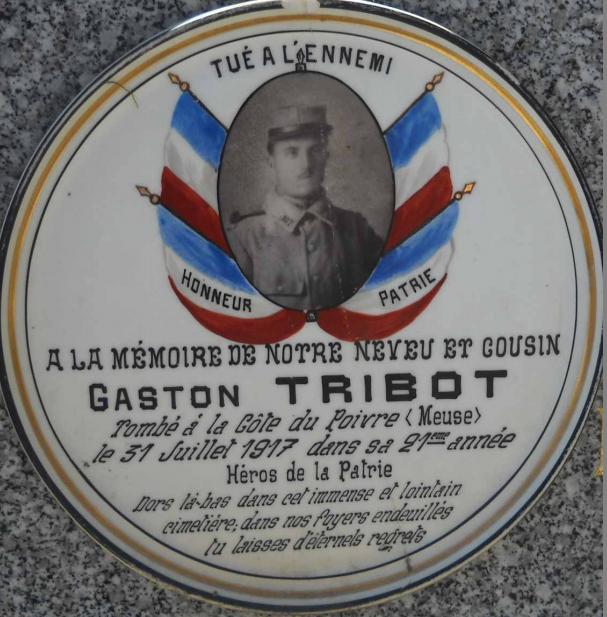 TUÉ A L'ENNEMI
HONNEUR
PATRIE
A LA MÉMOIRE DE NOTRE NEVEU ET COUSIN
GASTON TRIBOT
Tombé à la Côte du Poivre (Meuse)
le 31 Juillet 1917 dans sa 21ème année
Héros de la Patrie
Dors là-bas dans cet immense et lointain
cimetière, dans nos foyers endeuillés
tu laisses d'éternels regrets